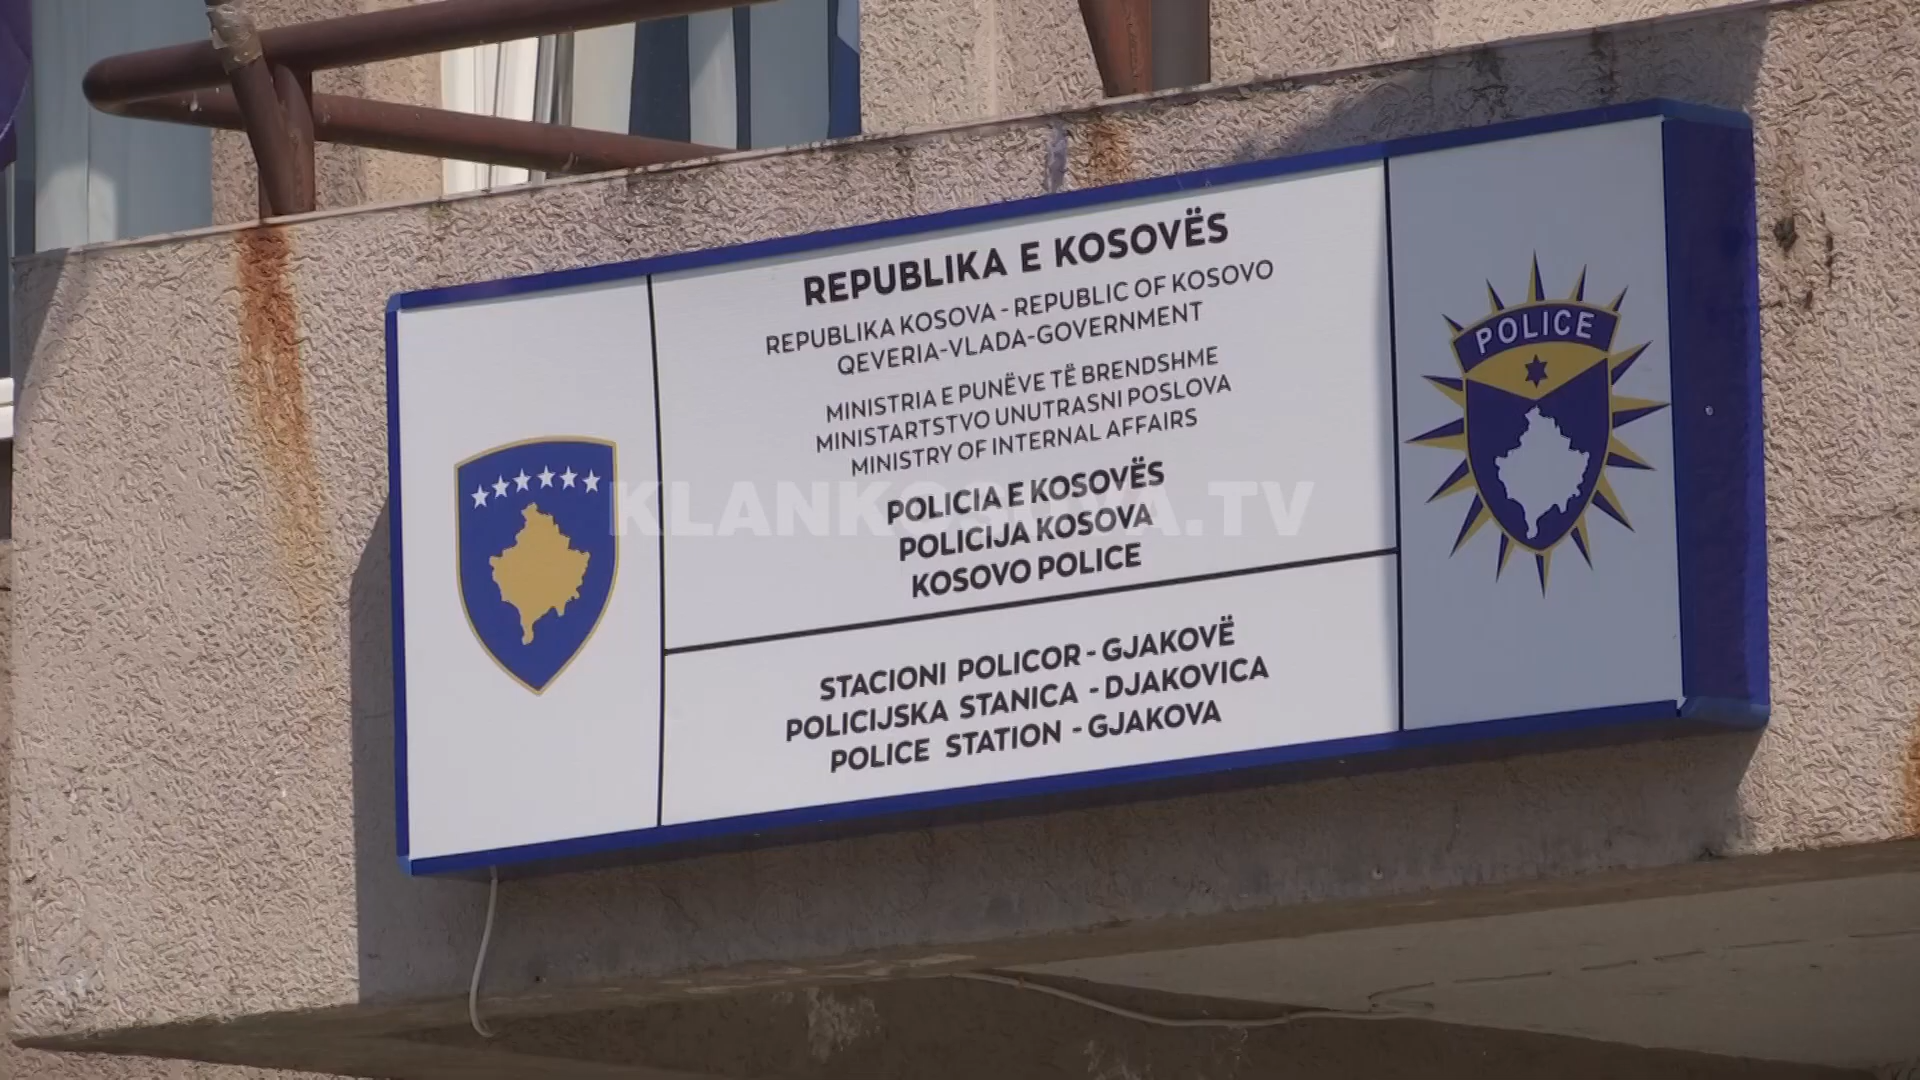 REPUBLIKA E KOSOVËS
REPUBLIKA KOSOVA - REPUBLIC OF KOSOVO
QEVERIA-VLADA-GOVERNMENT
MINISTRIA E PUNËVE TË BRENDSHME
MINISTARTSTVO UNUTRASNI POSLOVA
MINISTRY OF INTERNAL AFFAIRS
POLICIA E KOSOVËS
POLICIJA KOSOVA
KOSOVO POLICE
STACIONI POLICOR - GJAKOVË
POLICIJSKA STANICA - DJAKOVICA
POLICE STATION - GJAKOVA
POLICE
KLANKOSOVA.TV